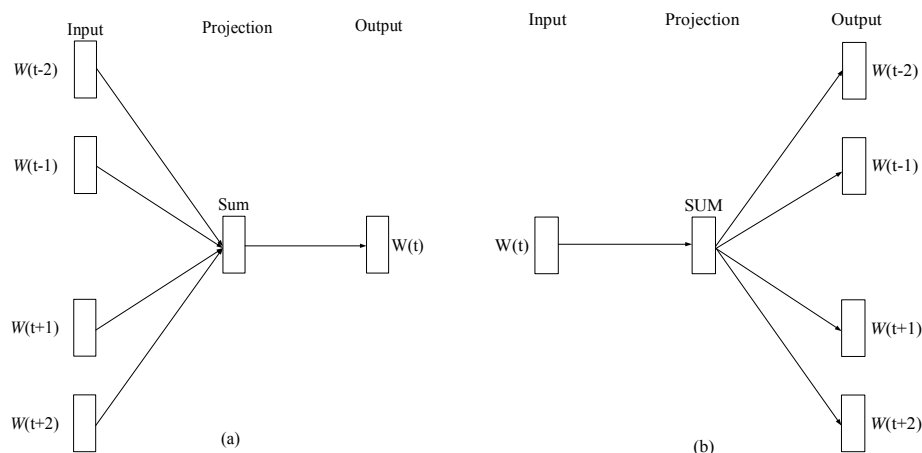 Input Projection Output
W(t-2)
W(t-1)
Sum
W(t)
W(t+1)
W(t+2)
(a)
Input Projection Output
W(t-2)
W(t-1)
SUM
W(t)
W(t+1)
W(t+2)
(b)